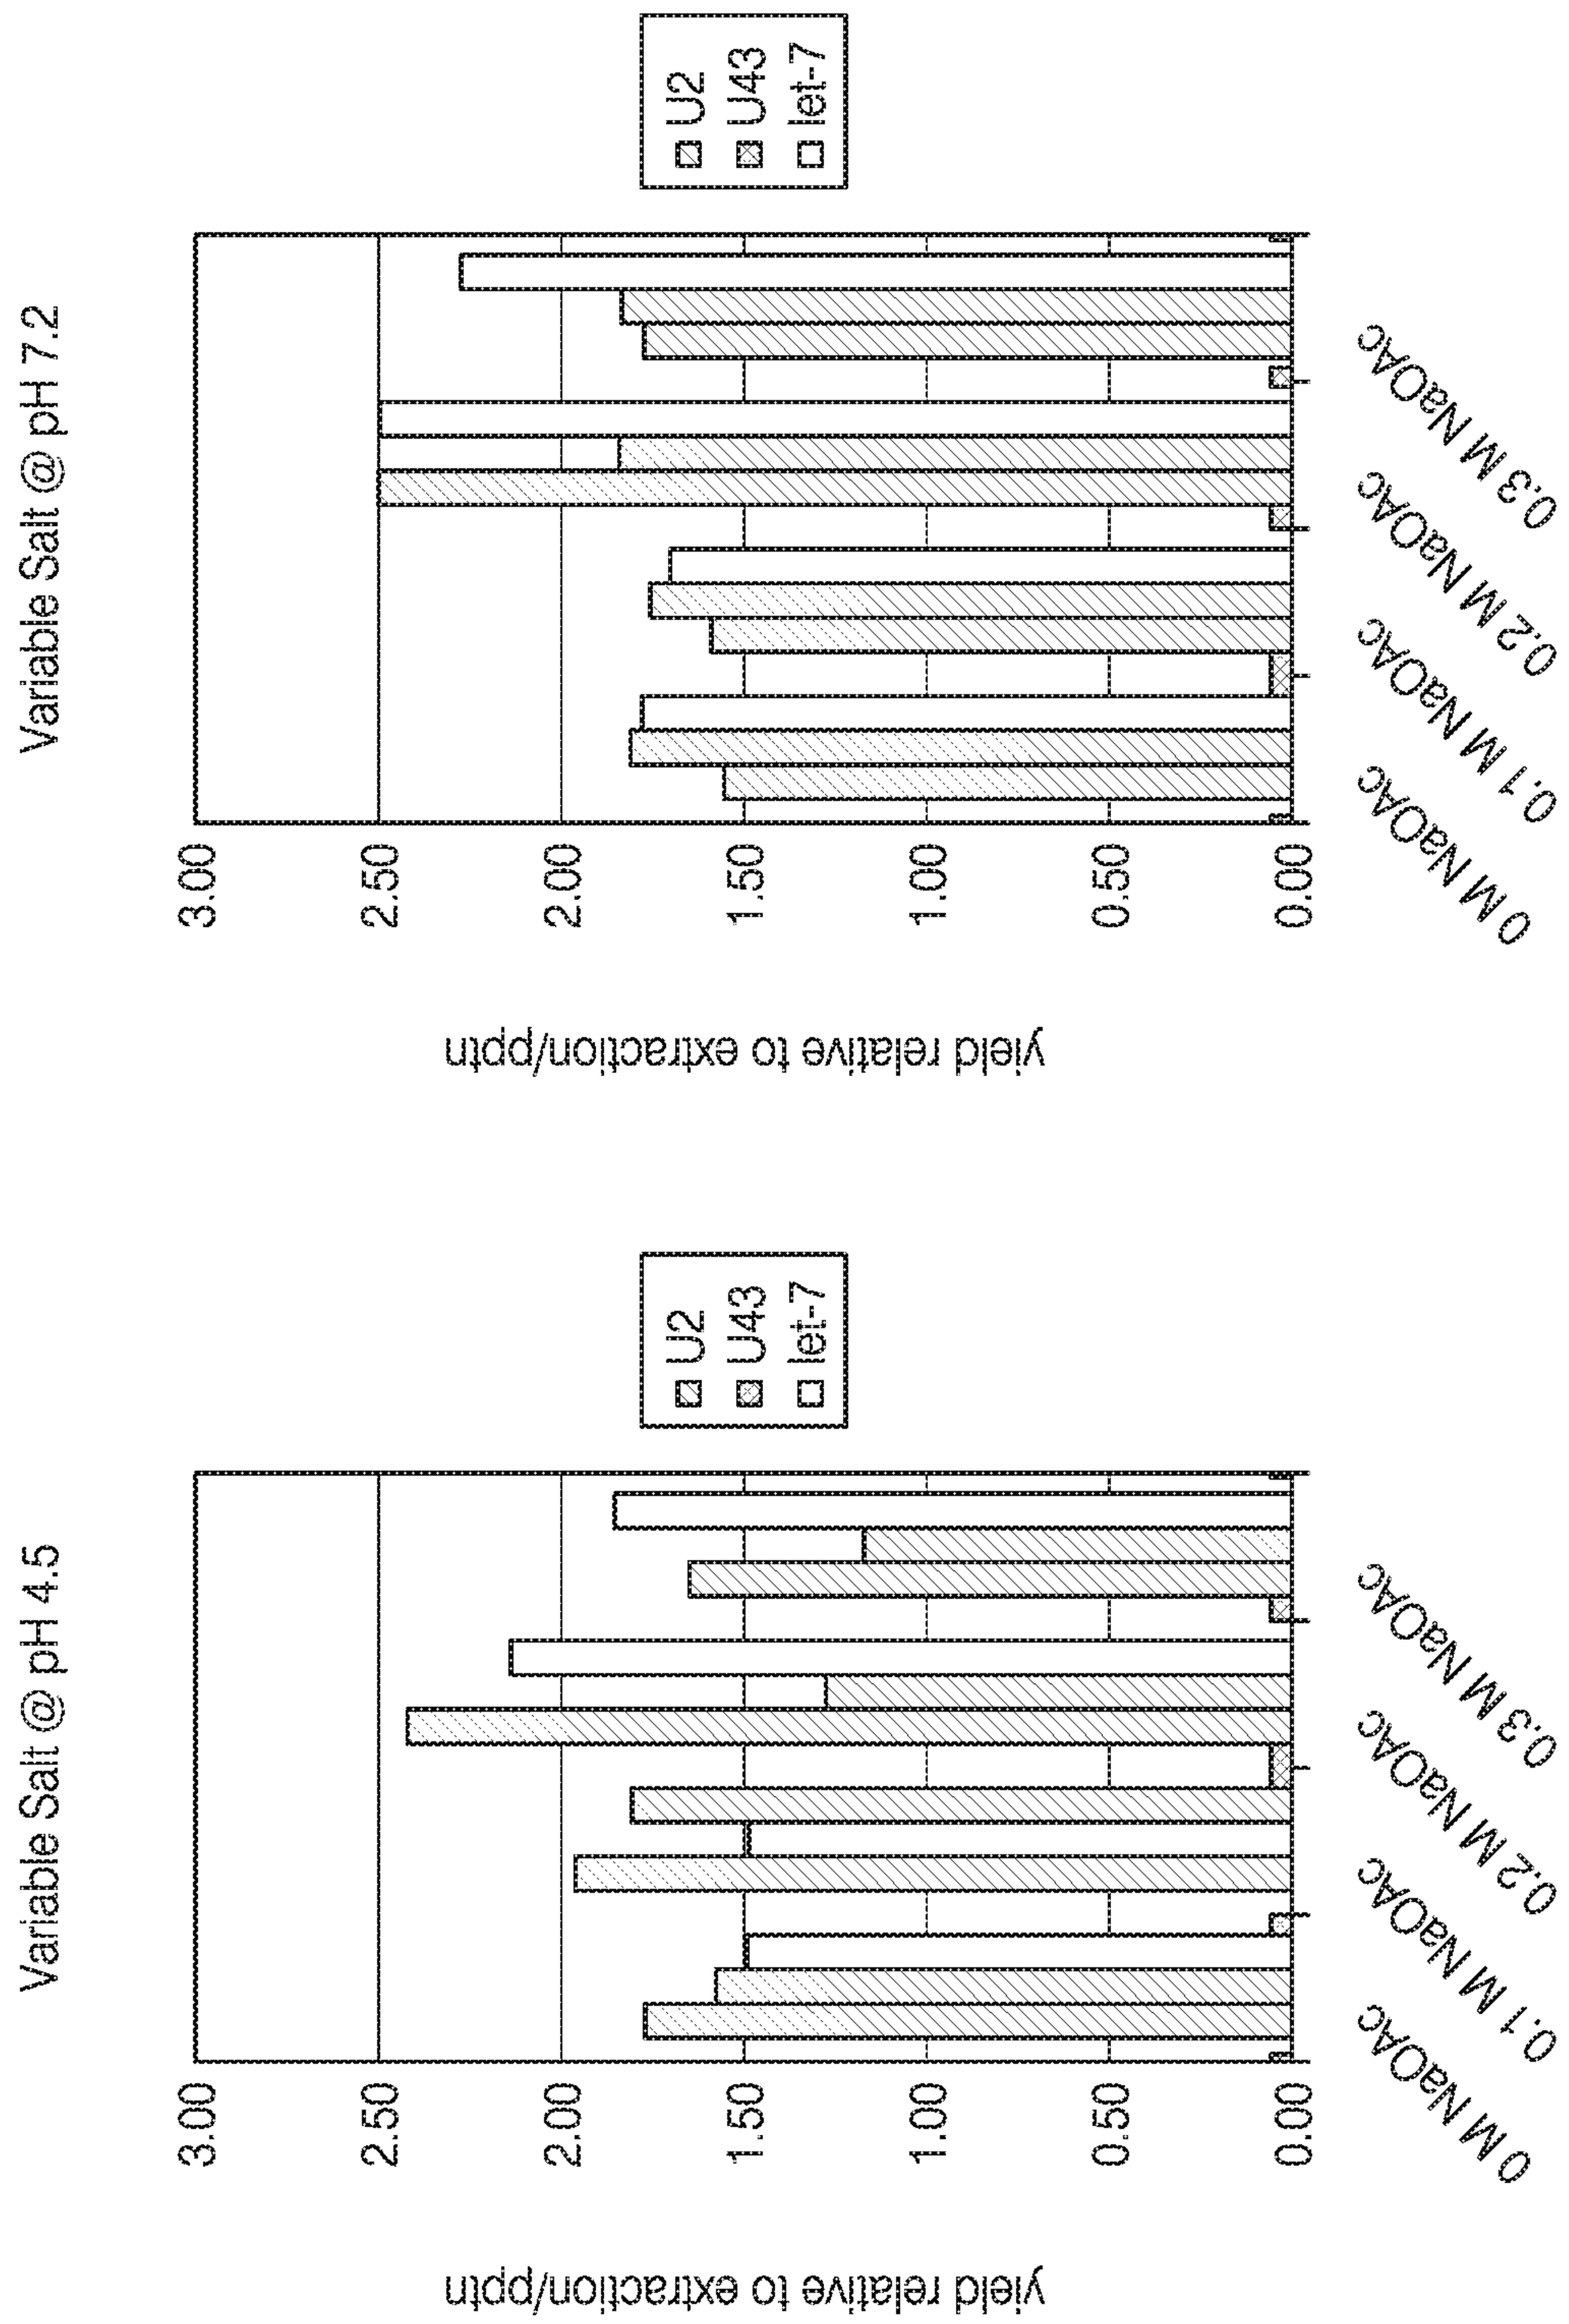 Variable Salt @ pH 4.5
yield relative to extraction/pptn
3.00
2.50
2.00
1.50
1.00
0.50
0.00
0 M NaOAc
0.1 M NaOAc
0.2 M NaOAc
0.3 M NaOAc
U2
U43
let-7
Variable Salt @ pH 7.2
yield relative to extraction/pptn
3.00
2.50
2.00
1.50
1.00
0.50
0.00
0 M NaOAc
0.1 M NaOAc
0.2 M NaOAc
0.3 M NaOAc
U2
U43
let-7